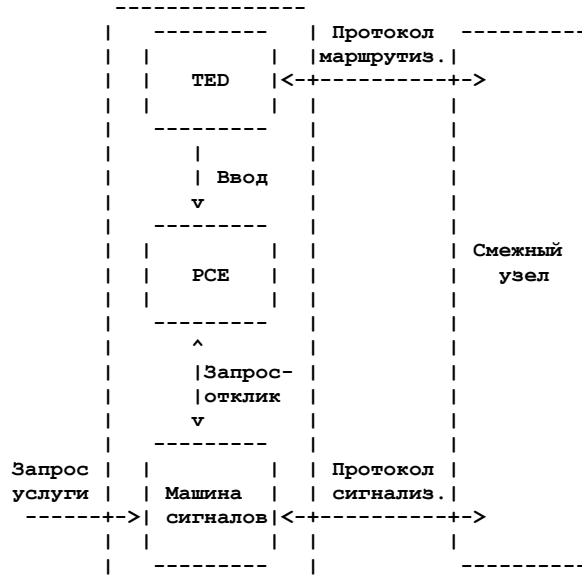 Протокол
маршрутиз.
TED
Ввод
Смежный
узел
PCE
Запрос-
отклик
Запрос
услуги
Машина
сигналов
Протокол
сигнализ.